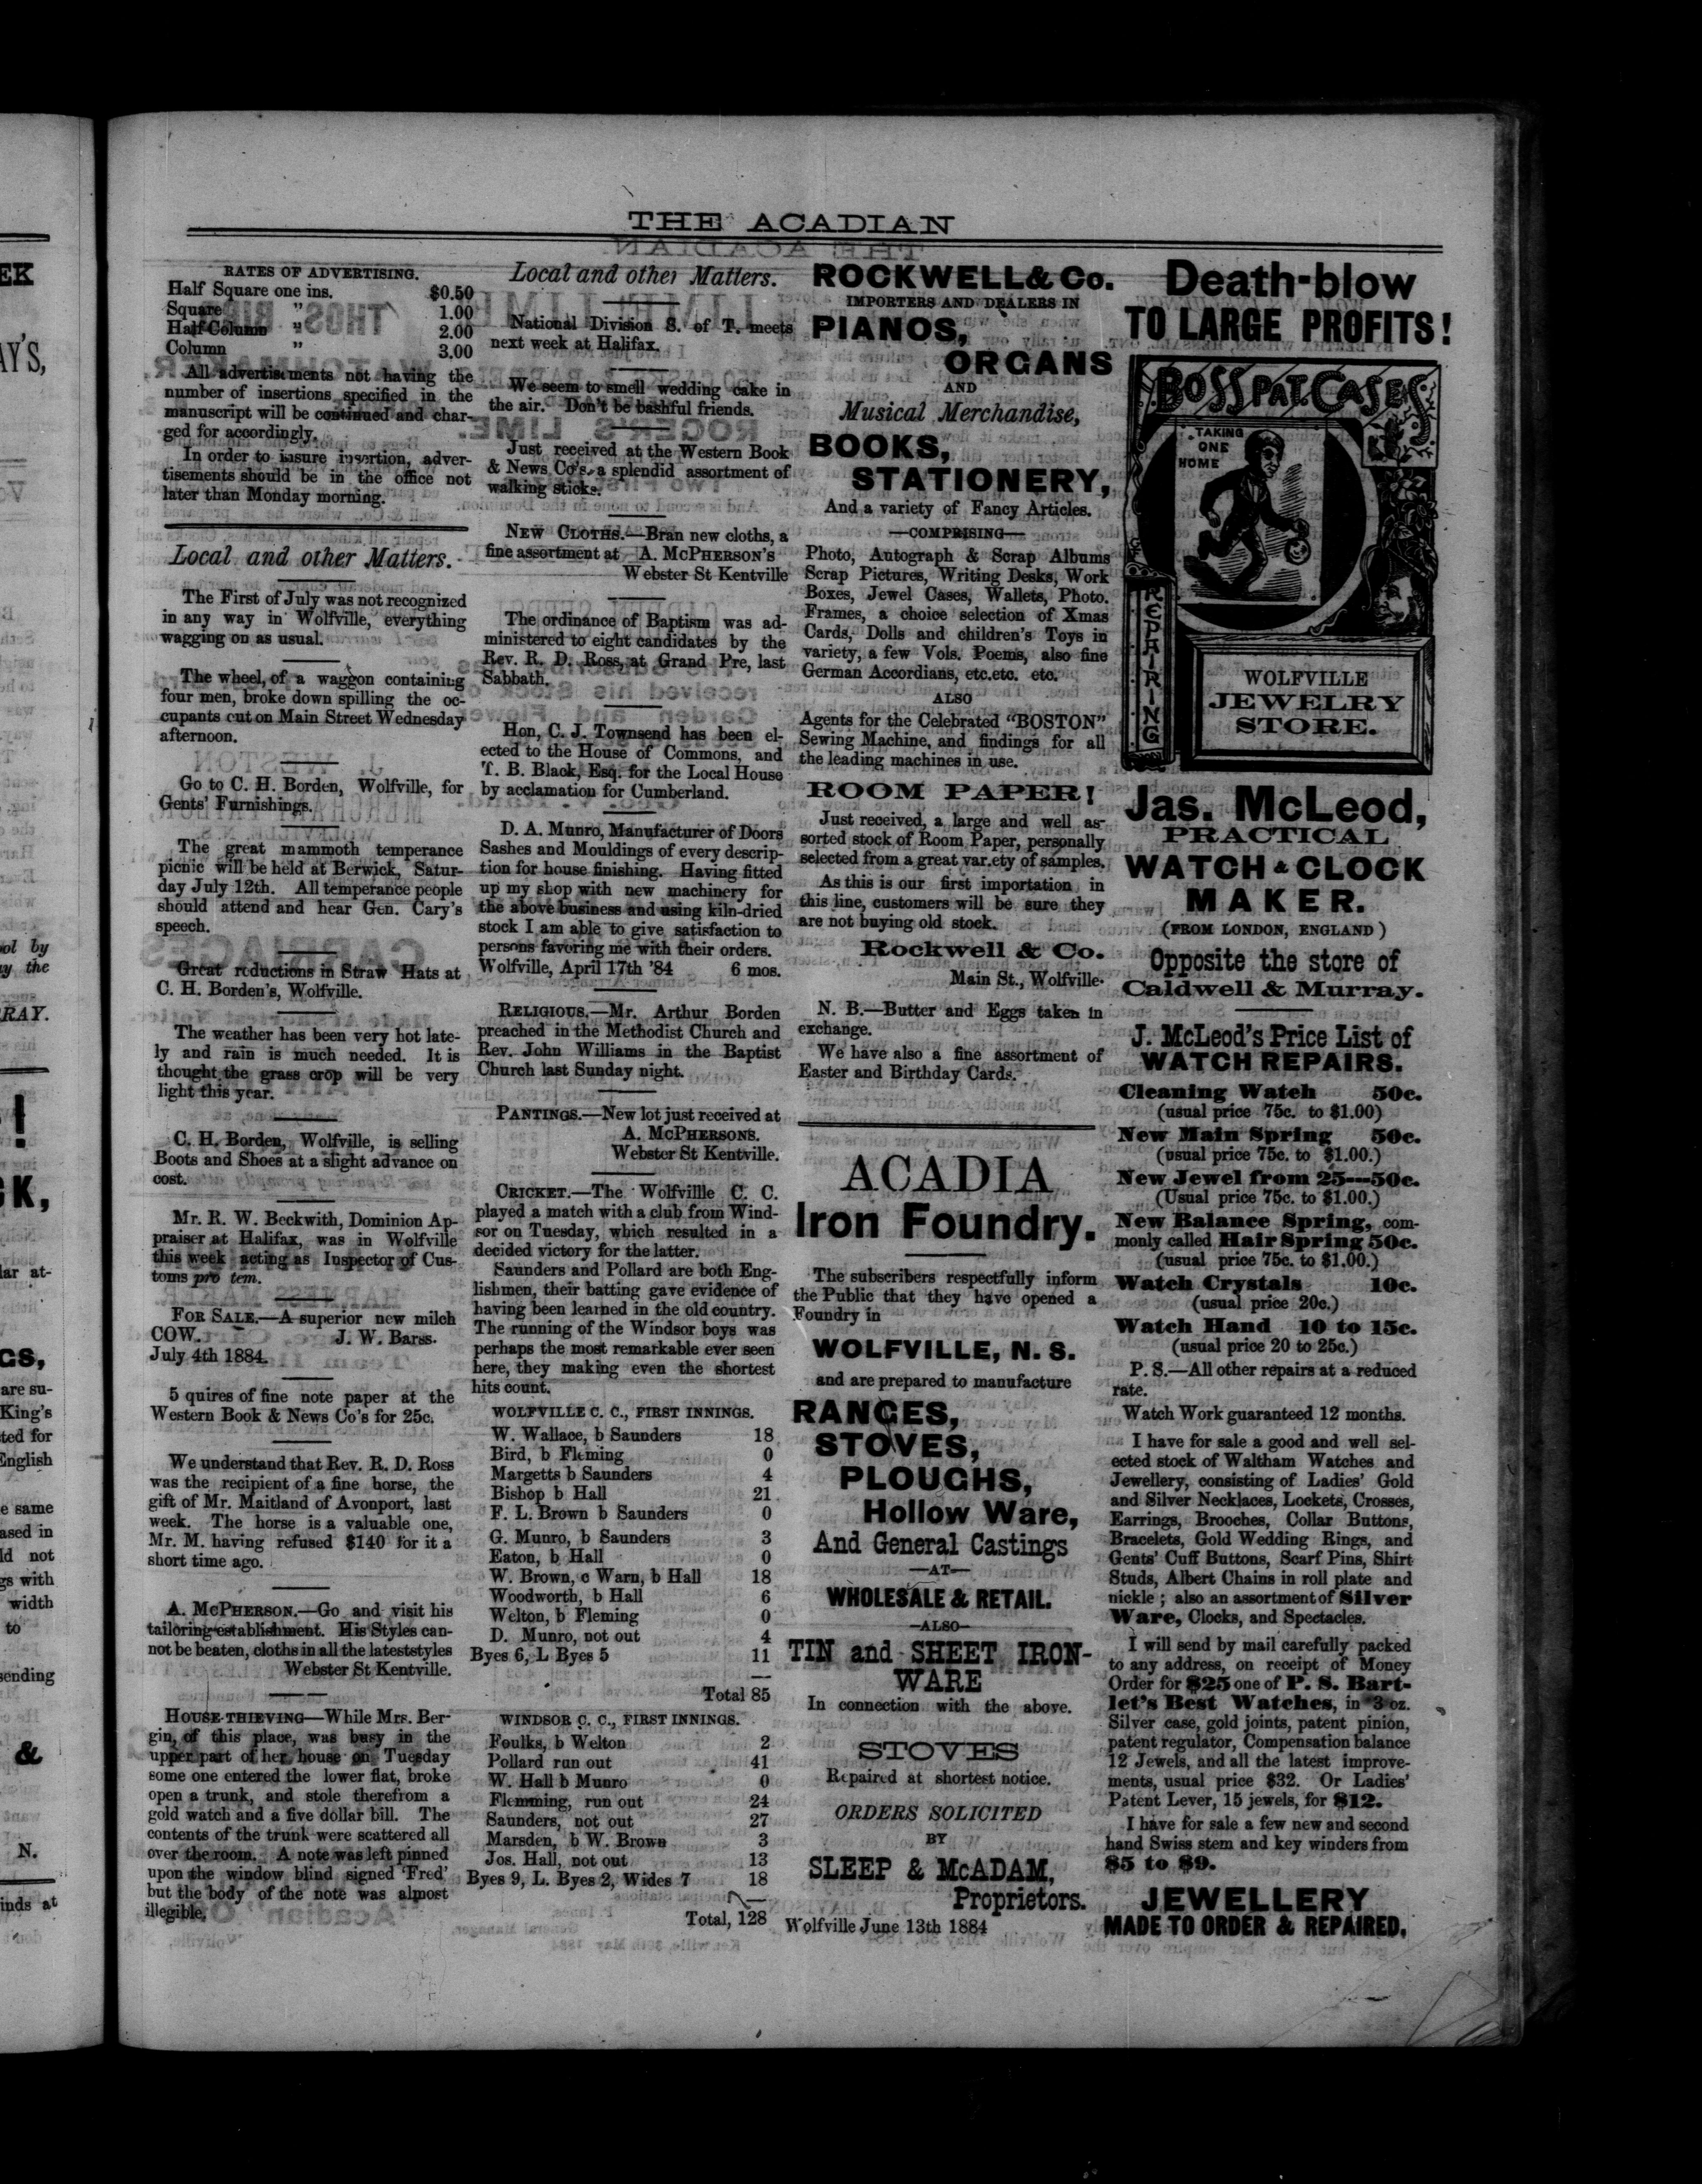 THE ACADIAN
RATES OF ADVERTISING.
Half Square one ins. $0.50
Square " 1.00
Half Column " 2.00
Column " 3.00
All advertisements not having the
number of insertions specified in the
manuscript will be continued and char-
ged for accordingly.
In order to insure insertion, adver-
tisements should be in the office not
later than Monday morning.
Local and other Matters.
The First of July was not recognized
in any way in Wolfville, everything
wagging on as usual.
The wheel, of a waggon containing
four men, broke down spilling the oc-
cupants out on Main Street Wednesday
afternoon.
Go to C. H. Borden, Wolfville, for
Gents' Furnishings.
The great mammoth temperance
picnic will be held at Berwick, Satur-
day July 12th. All temperance people
should attend and hear Gen. Cary's
speech.
Great reductions in Straw Hats at
C. H. Borden's, Wolfville.
The weather has been very hot late-
ly and rain is much needed. It is
thought the grass crop will be very
light this year.
C. H. Borden, Wolfville, is selling
Boots and Shoes at a slight advance on
cost.
Mr. R. W. Beckwith, Dominion Ap-
praiser at Halifax, was in Wolfville
this week acting as Inspector of Cus-
toms pro tem.
FOR SALE.—A superior new milch
COW. J. W. Barss.
July 4th 1884.
5 quires of fine note paper at the
Western Book & News Co's for 25c.
We understand that Rev. R. D. Ross
was the recipient of a fine horse, the
gift of Mr. Maitland of Avonport, last
week. The horse is a valuable one,
Mr. M. having refused $140 for it a
short time ago.
A. McPHERSON.—Go and visit his
tailoring establishment. His Styles can-
not be beaten, cloths in all the lateststyles
Webster St Kentville.
HOUSE-THIEVING—While Mrs. Ber-
gin, of this place, was busy in the
upper part of her house on Tuesday
some one entered the lower flat, broke
open a trunk, and stole therefrom a
gold watch and a five dollar bill. The
contents of the trunk were scattered all
over the room. A note was left pinned
upon the window blind signed 'Fred'
but the body of the note was almost
illegible.
Local and other Matters.
National Division S. of T. meets
next week at Halifax.
We seem to smell wedding cake in
the air. Don't be bashful friends.
Just received at the Western Book
& News Co's. a splendid assortment of
walking sticks.
NEW CLOTHS.—Bran new cloths, a
fine assortment at A. McPHERSON'S
Webster St Kentville
The ordinance of Baptism was ad-
ministered to eight candidates by the
Rev. R. D. Ross, at Grand Pre, last
Sabbath.
Hon, C. J. Townsend has been el-
ected to the House of Commons, and
T. B. Black, Esq. for the Local House
by acclamation for Cumberland.
D. A. Munro, Manufacturer of Doors
Sashes and Mouldings of every descrip-
tion for house finishing. Having fitted
up my shop with new machinery for
the above business and using kiln-dried
stock I am able to give satisfaction to
persons favoring me with their orders.
Wolfville, April 17th '84 6 mos.
RELIGIOUS.—Mr. Arthur Borden
preached in the Methodist Church and
Rev. John Williams in the Baptist
Church last Sunday night.
PANTINGS.—New lot just received at
A. McPHERSONS.
Webster St Kentville.
CRICKET.—The Wolfvillle C. C.
played a match with a club from Wind-
sor on Tuesday, which resulted in a
decided victory for the latter.
Saunders and Pollard are both Eng-
lishmen, their batting gave evidence of
having been learned in the old country.
The running of the Windsor boys was
perhaps the most remarkable ever seen
here, they making even the shortest
hits count.
WOLFVILLE C. C., FIRST INNINGS.
W. Wallace, b Saunders 18
Bird, b Fleming 0
Margetts b Saunders 4
Bishop b Hall 21
F. L. Brown b Saunders 0
G. Munro, b Saunders 3
Eaton, b Hall 0
W. Brown, c Warn, b Hall 18
Woodworth, b Hall 6
Welton, b Fleming 0
D. Munro, not out 4
Byes 6, L Byes 5 11
Total 85
WINDSOR C. C., FIRST INNINGS.
Foulks, b Welton 2
Pollard run out 41
W. Hall b Munro 0
Flemming, run out 24
Saunders, not out 27
Marsden, b W. Brown 3
Jos. Hall, not out 13
Byes 9, L. Byes 2, Wides 7 18
Total, 128
ROCKWELL & Co.
IMPORTERS AND DEALERS IN
PIANOS,
ORGANS
AND
Musical Merchandise,
BOOKS,
STATIONERY,
And a variety of Fancy Articles.
—COMPRISING—
Photo, Autograph & Scrap Albums
Scrap Pictures, Writing Desks, Work
Boxes, Jewel Cases, Wallets, Photo.
Frames, a choice selection of Xmas
Cards, Dolls and children's Toys in
variety, a few Vols. Poems, also fine
German Accordians, etc.etc. etc.
ALSO
Agents for the Celebrated "BOSTON"
Sewing Machine, and findings for all
the leading machines in use.
ROOM PAPER!
Just received, a large and well as-
sorted stock of Room Paper, personally
selected from a great var.ety of samples.
As this is our first importation in
this line, customers will be sure they
are not buying old stock.
Rockwell & Co.
Main St., Wolfville.
N. B.—Butter and Eggs taken in
exchange.
We have also a fine assortment of
Easter and Birthday Cards.
ACADIA
Iron Foundry.
The subscribers respectfully inform
the Public that they have opened a
Foundry in
WOLFVILLE, N. S.
and are prepared to manufacture
RANGES,
STOVES,
PLOUGHS,
Hollow Ware,
And General Castings
—AT—
WHOLESALE & RETAIL.
—ALSO—
TIN and SHEET IRON-
WARE
In connection with the above.
STOVES
Repaired at shortest notice.
ORDERS SOLICITED
BY
SLEEP & McADAM,
Proprietors.
Wolfville June 13th 1884
Death-blow
TO LARGE PROFITS!
BOSS PAT. CASES
TAKING
ONE
HOME
REPAIRING
WOLFVILLE
JEWELRY
STORE.
Jas. McLeod,
PRACTICAL
WATCH & CLOCK
MAKER.
(FROM LONDON, ENGLAND)
Opposite the store of
Caldwell & Murray.
J. McLeod's Price List of
WATCH REPAIRS.
Cleaning Watch 50c.
(usual price 75c. to $1.00)
New Main Spring 50c.
(usual price 75c. to $1.00.)
New Jewel from 25---50c.
(Usual price 75c. to $1.00.)
New Balance Spring, com-
monly called Hair Spring 50c.
(usual price 75c. to $1.00.)
Watch Crystals 10c.
(usual price 20c.)
Watch Hand 10 to 15c.
(usual price 20 to 25c.)
P. S.—All other repairs at a reduced
rate.
Watch Work guaranteed 12 months.
I have for sale a good and well sel-
ected stock of Waltham Watches and
Jewellery, consisting of Ladies' Gold
and Silver Necklaces, Lockets, Crosses,
Earrings, Brooches, Collar Buttons,
Bracelets, Gold Wedding Rings, and
Gents' Cuff Buttons, Scarf Pins, Shirt
Studs, Albert Chains in roll plate and
nickle; also an assortment of Silver
Ware, Clocks, and Spectacles.
I will send by mail carefully packed
to any address, on receipt of Money
Order for $25 one of P. S. Bart-
let's Best Watches, in 3 oz.
Silver case, gold joints, patent pinion,
patent regulator, Compensation balance
12 Jewels, and all the latest improve-
ments, usual price $32. Or Ladies'
Patent Lever, 15 jewels, for $12.
I have for sale a few new and second
hand Swiss stem and key winders from
$5 to $9.
JEWELLERY
MADE TO ORDER & REPAIRED.